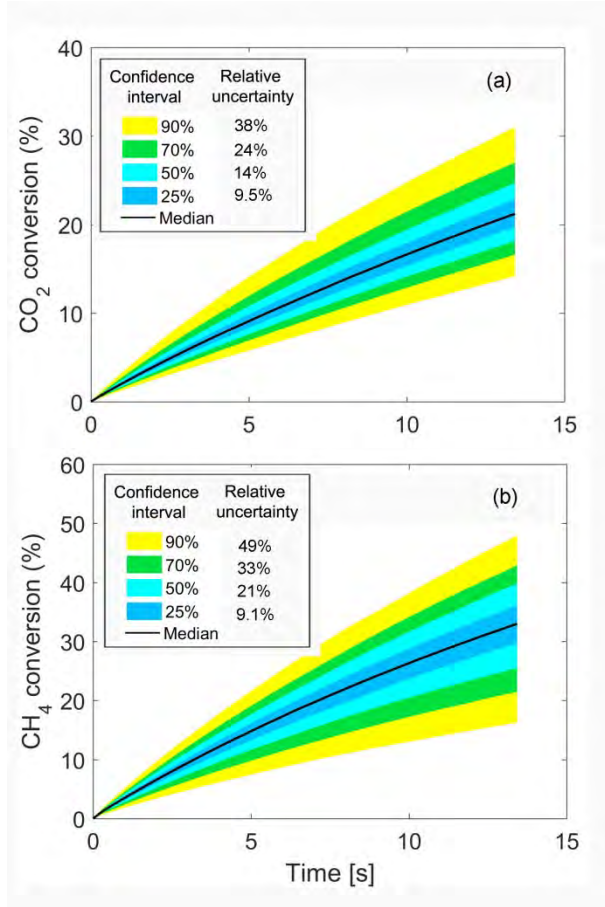 40
30
20
10
0
CO2 conversion (%)
(a)
Confidence interval
Relative uncertainty
90% 38%
70% 24%
50% 14%
25% 9.5%
Median
0 5 10 15
60
50
40
30
20
10
0
CH4 conversion (%)
(b)
Confidence interval
Relative uncertainty
90% 49%
70% 33%
50% 21%
25% 9.1%
Median
0 5 10 15
Time [s]